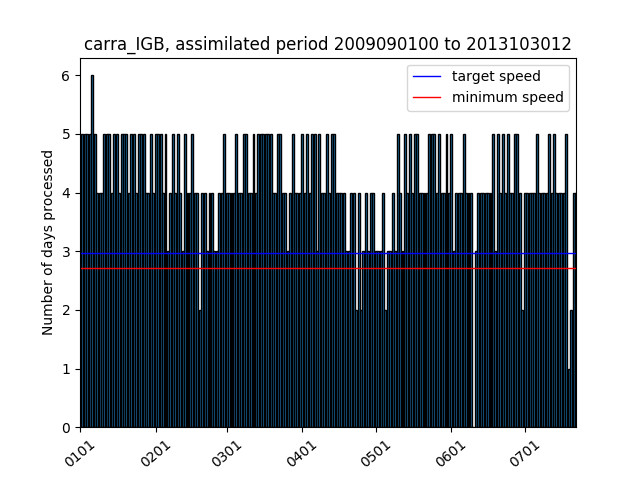 carra_IGB, assimilated period 2009090100 to 2013103012
target speed
minimum speed
Number of days processed
6
5
4
3
2
1
0
0101 0201 0301 0401 0501 0601 0701